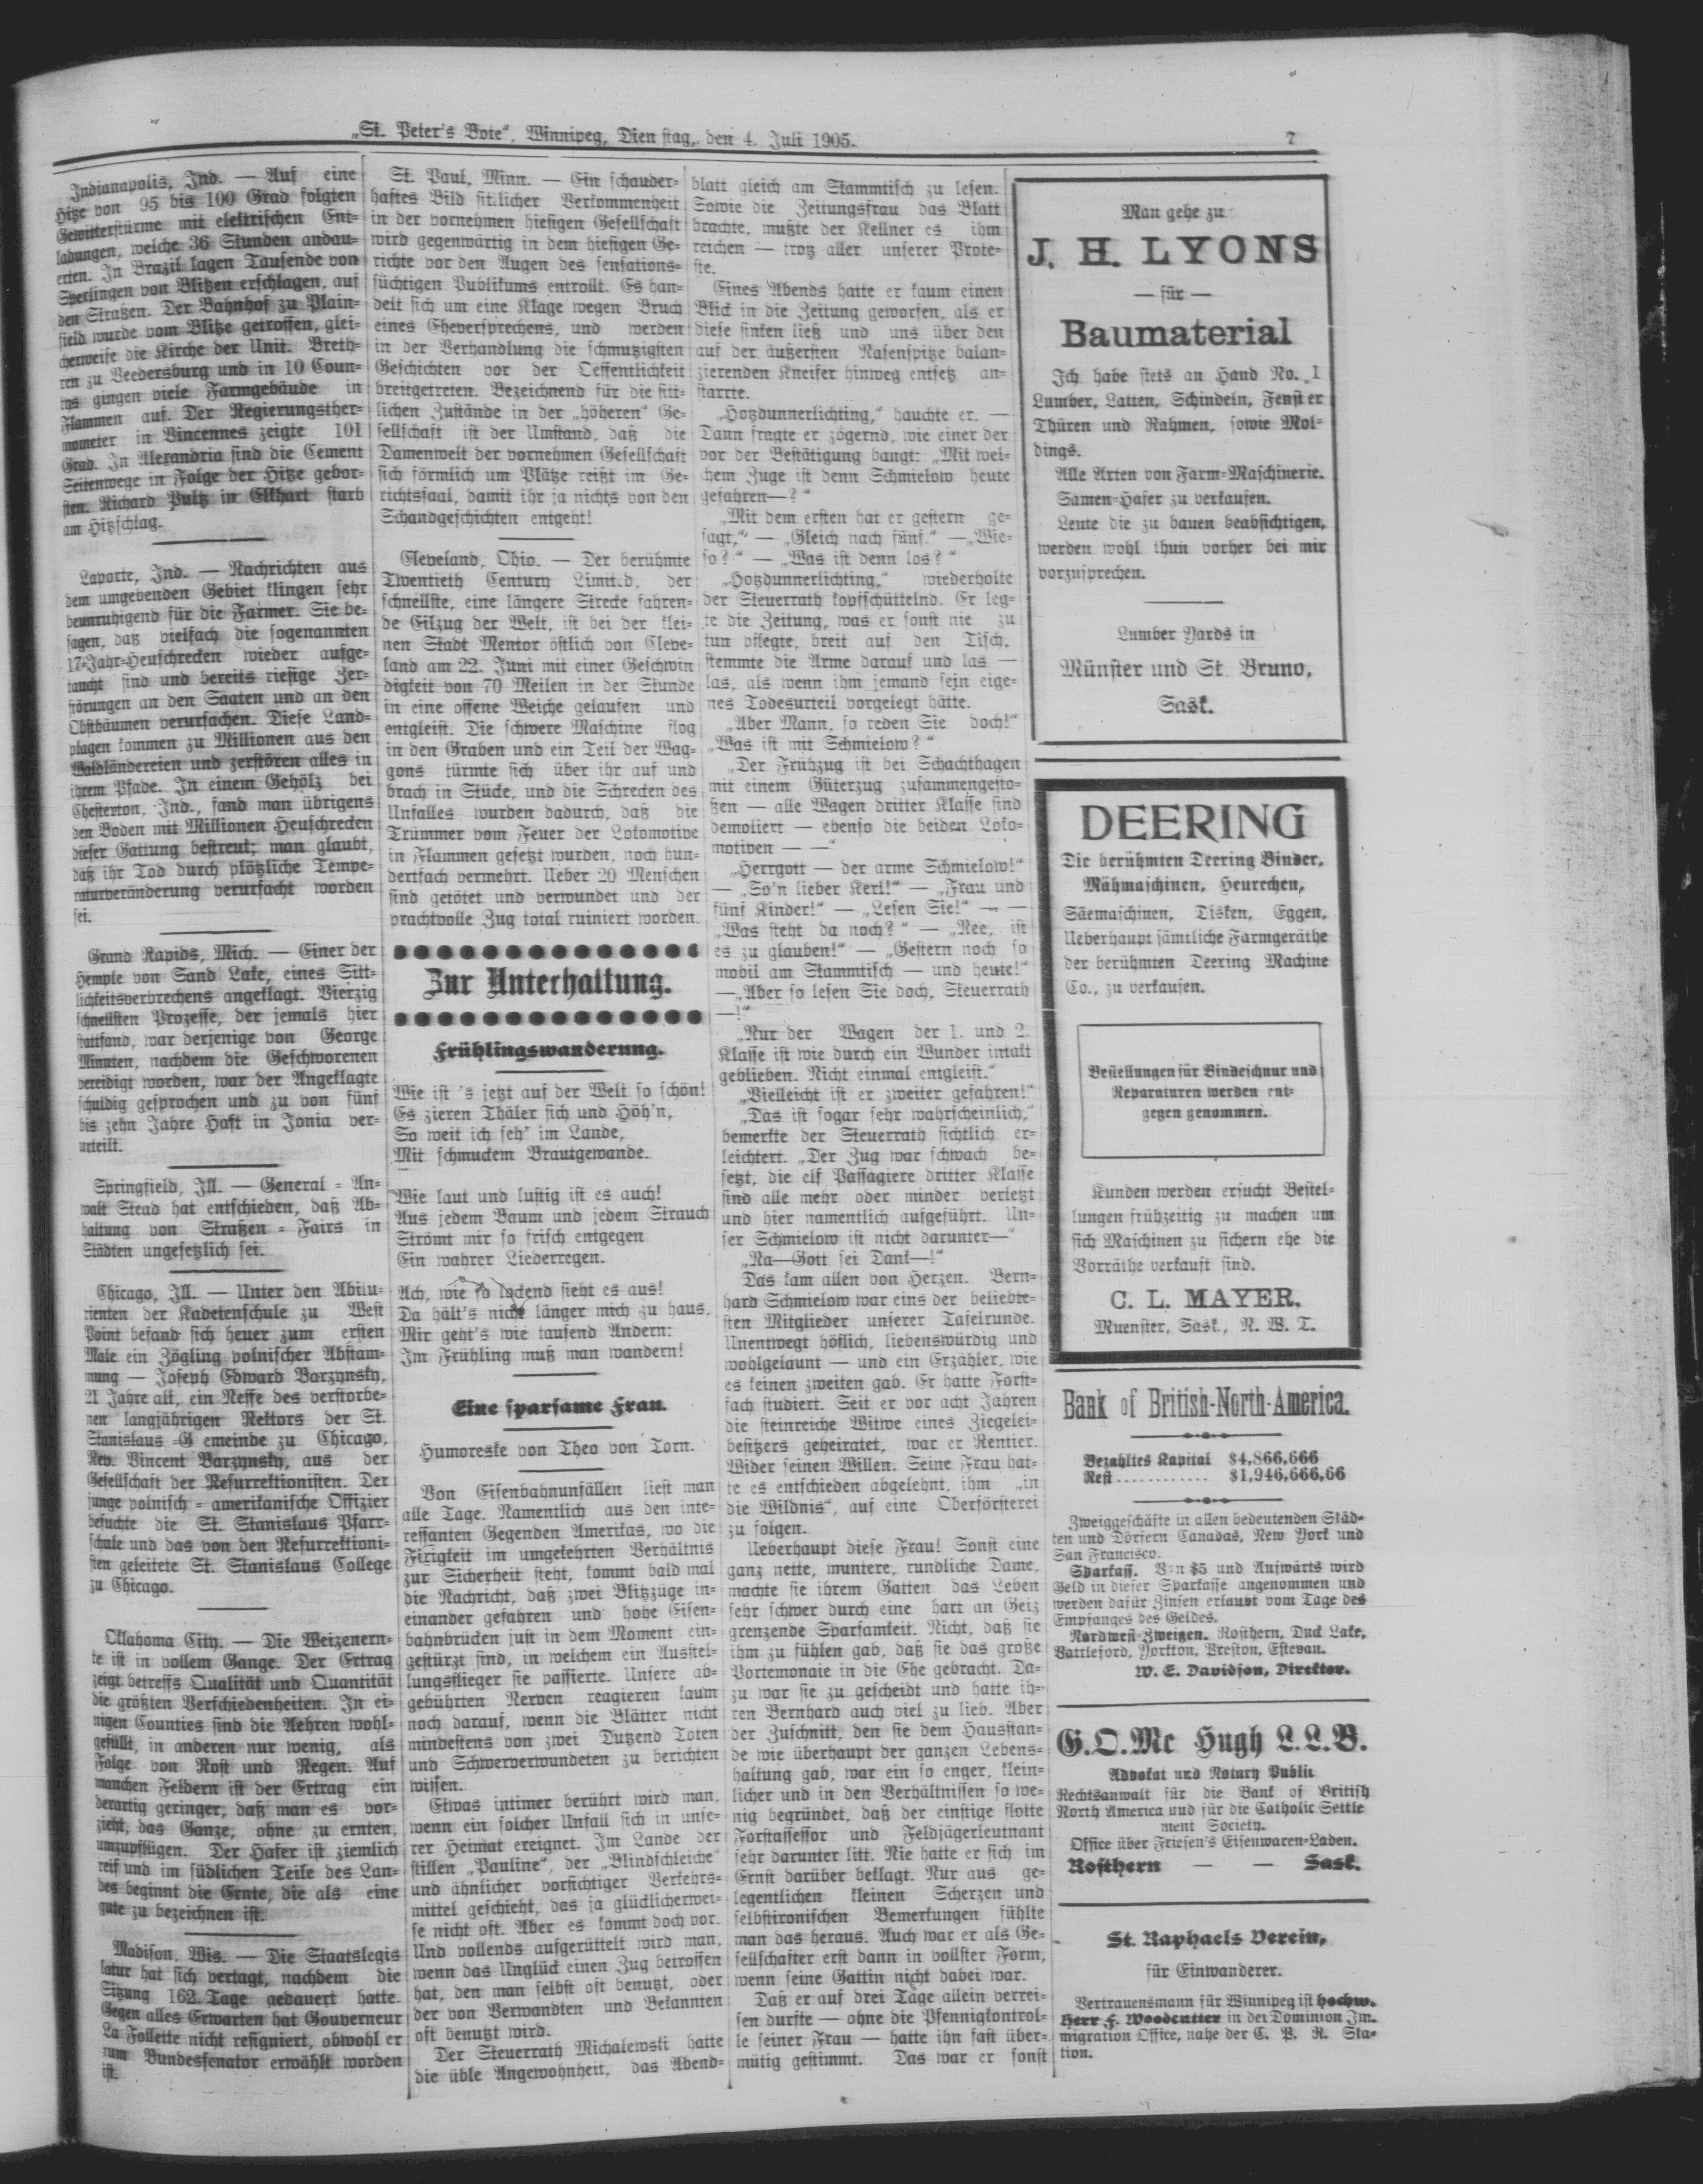 „St. Peter's Bote“, Winnipeg, Dien stag, den 4. Juli 1905.
7
Indianapolis, Ind. — Auf eine
Hitze von 95 bis 100 Grad folgten
Gewitterstürme mit elektrischen Ent-
ladungen, welche 36 Stunden andau-
erten. In Brazil lagen Tausende von
Sperlingen von Blitzen erschlagen, auf
den Straßen. Der Bahnhof zu Plain-
field wurde vom Blitze getroffen, glei-
cherweise die Kirche der Unit. Breth-
ren zu Veedersburg und in 10 Coun-
tys gingen viele Farmgebäude in
Flammen auf. Der Regierungsther-
mometer in Vincennes zeigte 101
Grad. In Alexandria sind die Cement
Seitenwege in Folge der Hitze gebor-
sten. Richard Pultz in Elkhart starb
am Hitzschlag.
Laporte, Ind. — Nachrichten aus
dem umgebenden Gebiet klingen sehr
beunruhigend für die Farmer. Sie be-
sagen, daß vielfach die sogenannten
17-Jahr-Heuschrecken wieder aufge-
taucht sind und bereits riesige Zer-
störungen an den Saaten und an den
Obstbäumen verursachen. Diese Land-
plagen kommen zu Millionen aus den
Waldländereien und zerstören alles in
ihrem Pfade. In einem Gehölz bei
Chesterton, Ind., fand man übrigens
den Boden mit Millionen Heuschrecken
dieser Gattung bestreut; man glaubt,
daß ihr Tod durch plötzliche Tempe-
raturveränderung verursacht worden
sei.
Grand Rapids, Mich. — Einer der
Hemple von Sand Lake, eines Sitt-
lichkeitsverbrechens angeklagt. Vierzig
schnellsten Prozesse, der jemals hier
stattfand, war derjenige von George
Minuten, nachdem die Geschworenen
vereidigt worden, war der Angeklagte
schuldig gesprochen und zu von fünf
bis zehn Jahre Haft in Jonia ver-
urteilt.
Springfield, Ill. — General - An-
walt Stead hat entschieden, daß Ab-
haltung von Straßen - Fairs in
Städten ungesetzlich sei.
Chicago, Ill. — Unter den Abitu-
rienten der Kadetenschule zu West
Point befand sich heuer zum ersten
Male ein Zögling polnischer Abstam-
mung — Joseph Edward Barzynsky,
21 Jahre alt, ein Neffe des verstorbe-
nen langjährigen Rektors der St.
Stanislaus -G emeinde zu Chicago,
Rev. Vincent Barzynsky, aus der
Gesellschaft der Resurrektionisten. Der
junge polnisch - amerikanische Offizier
besuchte die St. Stanislaus Pfarr-
schule und das von den Resurrektioni-
sten geleitete St. Stanislaus College
zu Chicago.
Oklahoma City. — Die Weizenern-
te ist in vollem Gange. Der Ertrag
zeigt betreffs Qualität und Quantität
die größten Verschiedenheiten. In ei-
nigen Counties sind die Aehren wohl-
gefüllt, in anderen nur wenig, als
Folge von Rost und Regen. Auf
manchen Feldern ist der Ertrag ein
derartig geringer, daß man es vor-
zieht, das Ganze, ohne zu ernten,
umzupflügen. Der Hafer ist ziemlich
reif und im südlichen Teile des Lan-
des beginnt die Ernte, die als eine
gute zu bezeichnen ist.
Madison, Wis. — Die Staatslegis
latur hat sich vertagt, nachdem die
Sitzung 162 Tage gedauert hatte.
Gegen alles Erwarten hat Gouverneur
La Follette nicht resigniert, obwohl er
zum Bundessenator erwählt worden
ist.
St. Paul, Minn. — Ein schauder-
haftes Bild sittlicher Verkommenheit
in der vornehmen hiesigen Gesellschaft
wird gegenwärtig in dem hiesigen Ge-
richte vor den Augen des sensations-
süchtigen Publikums entrollt. Es han-
delt sich um eine Klage wegen Bruch
eines Eheversprechens, und werden
in der Verhandlung die schmutzigsten
Geschichten vor der Oeffentlichkeit
breitgetreten. Bezeichnend für die sitt-
lichen Zustände in der „höheren“ Ge-
sellschaft ist der Umstand, daß die
Damenwelt der vornehmen Gesellschaft
sich förmlich um Plätze reißt im Ge-
richtssaal, damit ihr ja nichts von den
Schandgeschichten entgeht!
Cleveland, Ohio. — Der berühmte
Twentieth Century Limit.d, der
schnellste, eine längere Strecke fahren-
de Eilzug der Welt, ist bei der klei-
nen Stadt Mentor östlich von Cleve-
land am 22. Juni mit einer Geschwin
digkeit von 70 Meilen in der Stunde
in eine offene Weiche gelaufen und
entgleist. Die schwere Maschine flog
in den Graben und ein Teil der Wag-
gons türmte sich über ihr auf und
brach in Stücke, und die Schrecken des
Unfalles wurden dadurch, daß die
Trümmer vom Feuer der Lokomotive
in Flammen gesetzt wurden, noch hun-
dertfach vermehrt. Ueber 20 Menschen
sind getötet und verwundet und der
prachtvolle Zug total ruiniert worden.
Zur Unterhaltung.
Frühlingswanderung.
Wie ist 's jetzt auf der Welt so schön!
Es zieren Thäler sich und Höh'n,
So weit ich seh' im Lande,
Mit schmuckem Brautgewande.
Wie laut und lustig ist es auch!
Aus jedem Baum und jedem Strauch
Strömt mir so frisch entgegen
Ein wahrer Liederregen.
Ach, wie so lockend sieht es aus!
Da hält's nicht länger mich zu haus,
Mir geht's wie tausend Andern:
Im Frühling muß man wandern!
Eine sparsame Frau.
Humoreske von Theo von Torn.
Von Eisenbahnunfällen liest man
alle Tage. Namentlich aus den inte-
ressanten Gegenden Amerikas, wo die
Fixigkeit im umgekehrten Verhältnis
zur Sicherheit steht, kommt bald mal
die Nachricht, daß zwei Blitzzüge in-
einander gefahren und hohe Eisen-
bahnbrücken just in dem Moment ein-
gestürzt sind, in welchem ein Ausstel-
lungsflieger sie passierte. Unsere ab-
gebührten Nerven reagieren kaum
noch darauf, wenn die Blätter nicht
mindestens von zwei Dutzend Toten
und Schwerverwundeten zu berichten
wissen.
Etwas intimer berührt wird man,
wenn ein solcher Unfall sich in unse-
rer Heimat ereignet. Im Lande der
stillen „Pauline“, der „Blindschleiche“
und ähnlicher vorsichtiger Verkehrs-
mittel geschieht, das ja glücklicherwei-
se nicht oft. Aber es kommt doch vor.
Und vollends aufgerüttelt wird man,
wenn das Unglück einen Zug betroffen
hat, den man selbst oft benutzt, oder
der von Verwandten und Bekannten
oft benutzt wird.
Der Steuerrath Michalewski hatte
die üble Angewohnheit, das Abend-
blatt gleich am Stammtisch zu lesen.
Sowie die Zeitungsfrau das Blatt
brachte, mußte der Kellner es ihm
reichen — trotz aller unserer Prote-
ste.
Eines Abends hatte er kaum einen
Blick in die Zeitung geworfen, als er
diese sinken ließ und uns über den
auf der äußersten Nasenspitze balan-
zierenden Kneifer hinweg entsetz an-
starrte.
„Hotzdunnerlichting,“ hauchte er. —
Dann fragte er zögernd, wie einer der
vor der Bestätigung bangt: „Mit wel-
chem Zuge ist denn Schmielow heute
gefahren—?“
„Mit dem ersten hat er gestern ge-
sagt,“ — „Gleich nach fünf.“ — „Wie-
so?“ — „Was ist denn los?“
„Hotzdunnerlichting,“ wiederholte
der Steuerrath kopfschüttelnd. Er leg-
te die Zeitung, was er sonst nie zu
tun pflegte, breit auf den Tisch,
stemmte die Arme darauf und las —
las, als wenn ihm jemand sein eige-
nes Todesurteil vorgelegt hätte.
„Aber Mann, so reden Sie doch!“
„Was ist mit Schmielow?“
„Der Frühzug ist bei Schachthagen
mit einem Güterzug zusammengesto-
ßen — alle Wagen dritter Klasse sind
demoliert — ebenso die beiden Loko-
motiven — —“
„Herrgott — der arme Schmielow!“
— „So'n lieber Kerl!“ — „Frau und
fünf Kinder!“ — „Lesen Sie!“ — —
„Was steht da noch?“ — „Nee, ist
es zu glauben!“ — „Gestern noch so
mobil am Stammtisch — und heute!“
— „Aber so lesen Sie doch, Steuerrath
—!“
„Nur der Wagen der 1. und 2.
Klasse ist wie durch ein Wunder intakt
geblieben. Nicht einmal entgleist.“
„Vielleicht ist er zweiter gefahren!“
„Das ist sogar sehr wahrscheinlich,“
bemerkte der Steuerrath sichtlich er-
leichtert. „Der Zug war schwach be-
setzt, die elf Passagiere dritter Klasse
sind alle mehr oder minder verletzt
und hier namentlich aufgeführt. Un-
ser Schmielow ist nicht darunter—“
„Na—Gott sei Dank—!“
Das kam allen von Herzen. Bern-
hard Schmielow war eins der beliebte-
sten Mitglieder unserer Tafelrunde.
Unentwegt höflich, liebenswürdig und
wohlgelaunt — und ein Erzähler, wie
es keinen zweiten gab. Er hatte Forst-
fach studiert. Seit er vor acht Jahren
die steinreiche Witwe eines Ziegelei-
besitzers geheiratet, war er Rentier.
Wider seinen Willen. Seine Frau hat-
te es entschieden abgelehnt, ihm „in
die Wildnis“, auf eine Oberförsterei
zu folgen.
Ueberhaupt diese Frau! Sonst eine
ganz nette, muntere, rundliche Dame,
machte sie ihrem Gatten das Leben
sehr schwer durch eine hart an Geiz
grenzende Sparsamkeit. Nicht, daß sie
ihm zu fühlen gab, daß sie das große
Portemonaie in die Ehe gebracht. Da-
zu war sie zu gescheidt und hatte ih-
ren Bernhard auch viel zu lieb. Aber
der Zuschnitt, den sie dem Hausstan-
de wie überhaupt der ganzen Lebens-
haltung gab, war ein so enger, klein-
licher und in den Verhältnissen so we-
nig begründet, daß der einstige flotte
Forstassessor und Feldjägerleutnant
sehr darunter litt. Nie hatte er sich im
Ernst darüber beklagt. Nur aus ge-
legentlichen kleinen Scherzen und
selbstironischen Bemerkungen fühlte
man das heraus. Auch war er als Ge-
sellschafter erst dann in vollster Form,
wenn seine Gattin nicht dabei war.
Daß er auf drei Tage allein verrei-
sen durfte — ohne die Pfennigkontrol-
le seiner Frau — hatte ihn fast über-
mütig gestimmt. Das war er sonst
Man gehe zu
J. H. LYONS
— für —
Baumaterial
Ich habe stets an Hand No. 1
Lumber, Latten, Schindeln, Fenst er
Thüren und Rahmen, sowie Mol-
dings.
Alle Arten von Farm-Maschinerie.
Samen-Hafer zu verkaufen.
Leute die zu bauen beabsichtigen,
werden wohl thun vorher bei mir
vorzusprechen.
Lumber Yards in
Münster und St. Bruno,
Sask.
DEERING
Die berühmten Deering Binder,
Mähmaschinen, Heurechen,
Säemaschinen, Disken, Eggen,
Ueberhaupt sämtliche Farmgeräthe
der berühmten Deering Machine
Co., zu verkaufen.
Bestellungen für Bindeschnur und
Reparaturen werden ent-
gegen genommen.
Kunden werden ersucht Bestel-
lungen frühzeitig zu machen um
sich Maschinen zu sichern ehe die
Vorräthe verkauft sind.
C. L. MAYER,
Muenster, Sask., N. W. T.
Bank of British-North-America.
Bezahltes Kapital $4,866,666
Rest............ $1,946,666,66
Zweiggeschäfte in allen bedeutenden Städ-
ten und Dörfern Canadas, New York und
San Francisco.
Sparkass. Von $5 und Aufwärts wird
Geld in dieser Sparkasse angenommen und
werden dafür Zinsen erlaubt vom Tage des
Empfanges des Geldes.
Nordwest-Zweigen. Rosthern, Duck Lake,
Battleford, Yorkton, Preston, Estevan.
W. E. Davidson, Direktor.
G. O. Mc Hugh L.L.B.
Advokat und Notary Public
Rechtsanwalt für die Bank of British
North America und für die Catholic Settle
ment Society.
Office über Friesen's Eisenwaren-Laden.
Rosthern — — Sask.
St. Raphaels Verein,
für Einwanderer.
Vertrauensmann für Winnipeg ist hochw.
Herr F. Woodcutter in der Dominion Im-
migration Office, nahe der C. P. R. Sta-
tion.